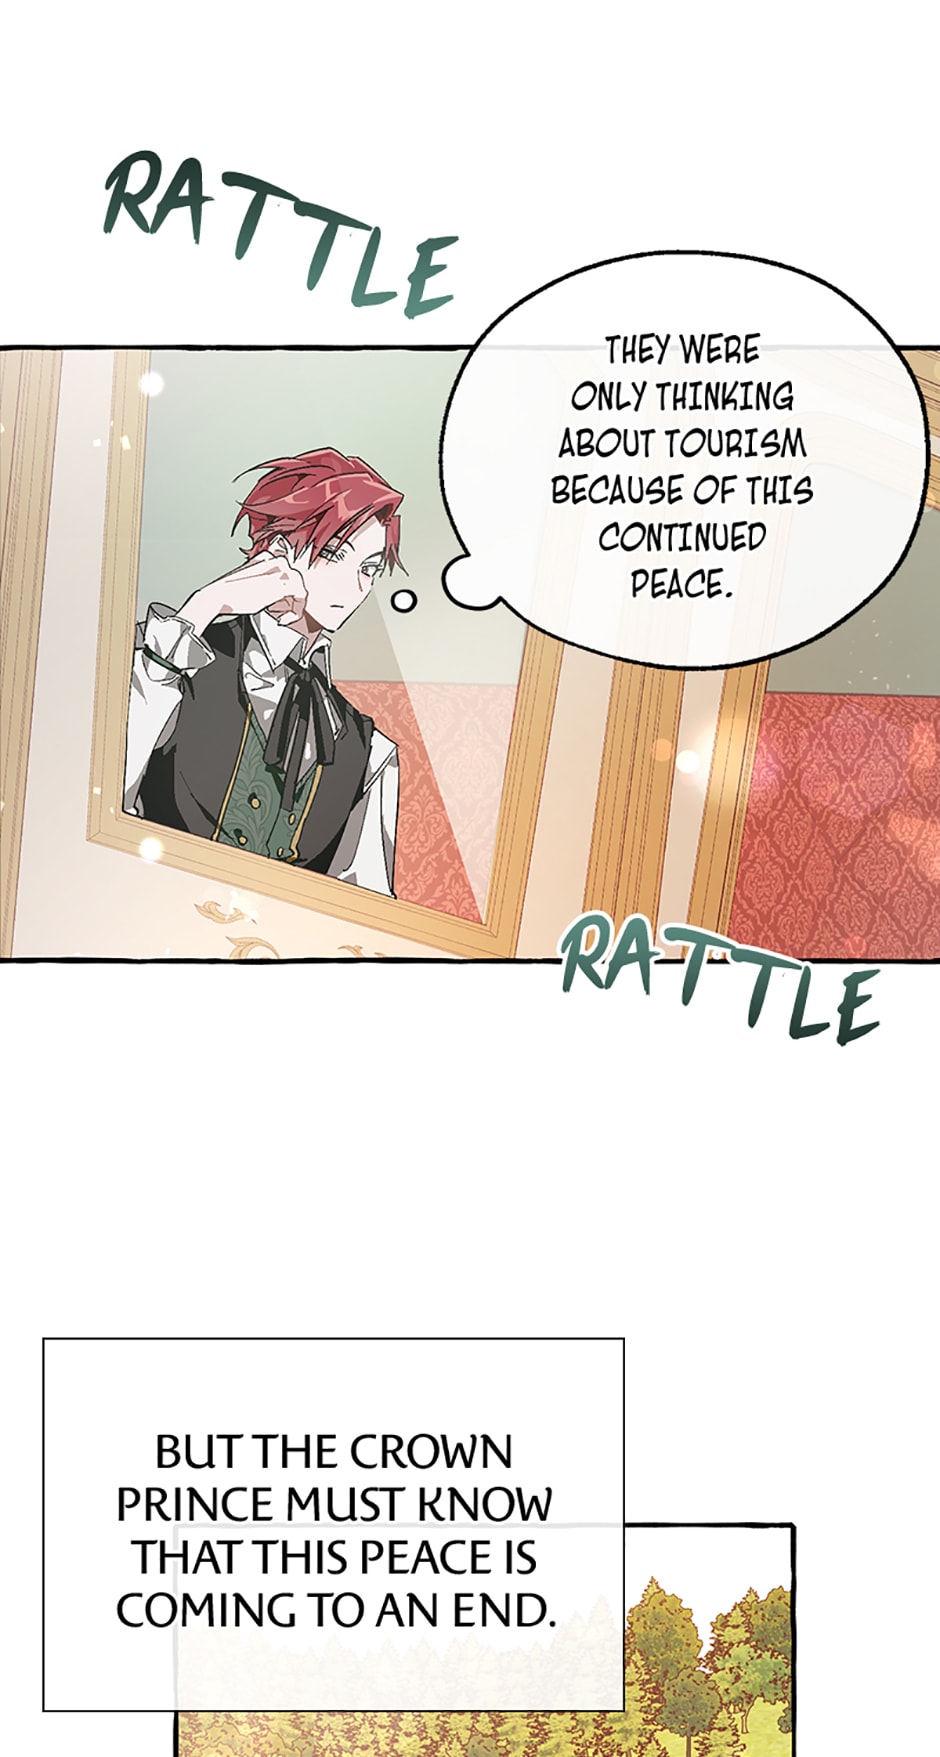 RATTLE
THEY WERE
ONLY THINKING
ABOUT TOURISM
BECAUSE OF THIS
CONTINUED
PEACE.
RATTLE
BUT THE CROWN
PRINCE MUST KNOW
THAT THIS PEACE IS
COMING TO AN END.